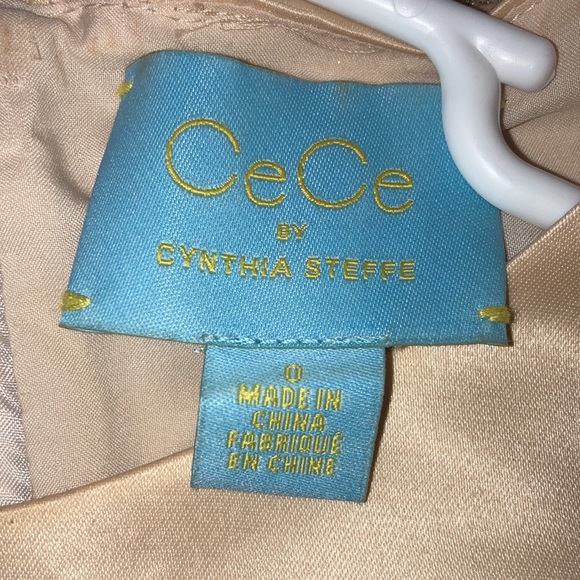 CeCe
BY
CYNTHIA STEFFE
0
MADE IN
CHINA
FABRIQUÉ
EN CHINE